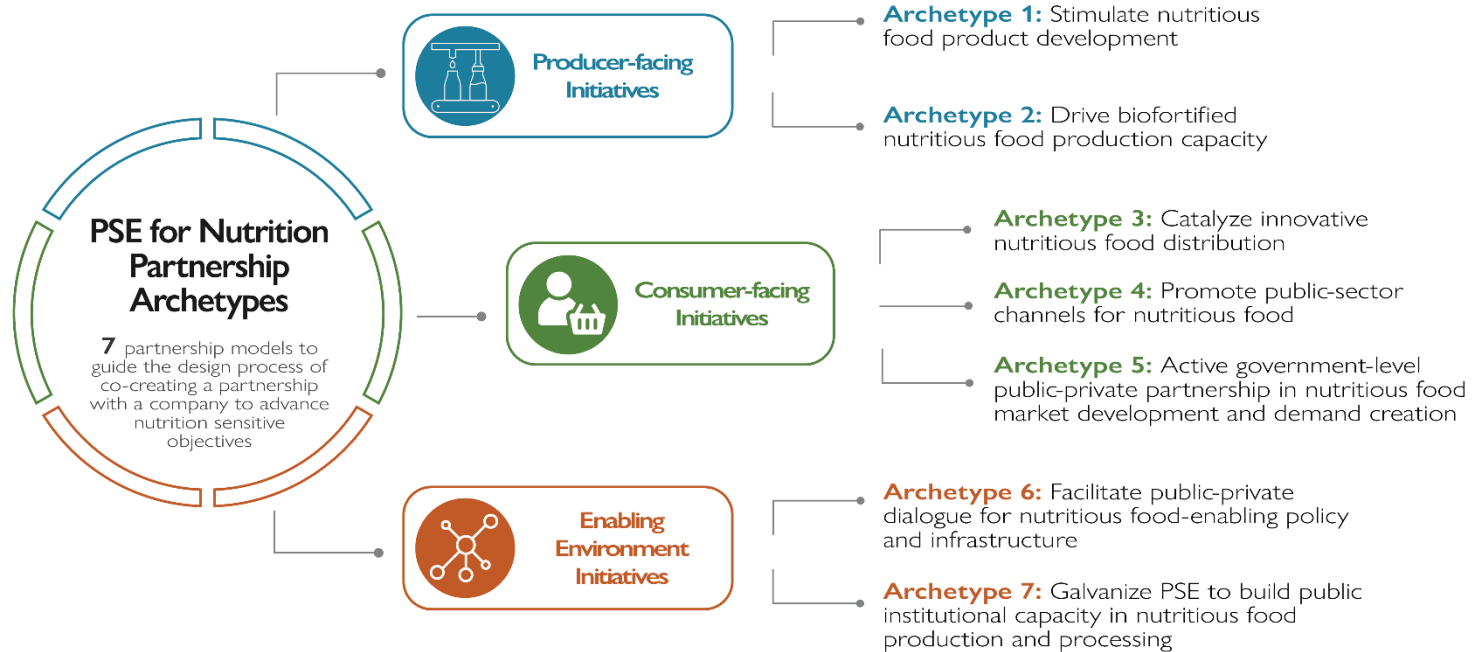 PSE for Nutrition
Partnership
Archetypes
7 partnership models to
guide the design process of
co-creating a partnership
with a company to advance
nutrition sensitive
objectives
Producer-facing
Initiatives
Archetype 1: Stimulate nutritious
food product development
Archetype 2: Drive biofortified
nutritious food production capacity
Consumer-facing
Initiatives
Archetype 3: Catalyze innovative
nutritious food distribution
Archetype 4: Promote public-sector
channels for nutritious food
Archetype 5: Active government-level
public-private partnership in nutritious food
market development and demand creation
Enabling
Environment
Initiatives
Archetype 6: Facilitate public-private
dialogue for nutritious food-enabling policy
and infrastructure
Archetype 7: Galvanize PSE to build public
institutional capacity in nutritious food
production and processing